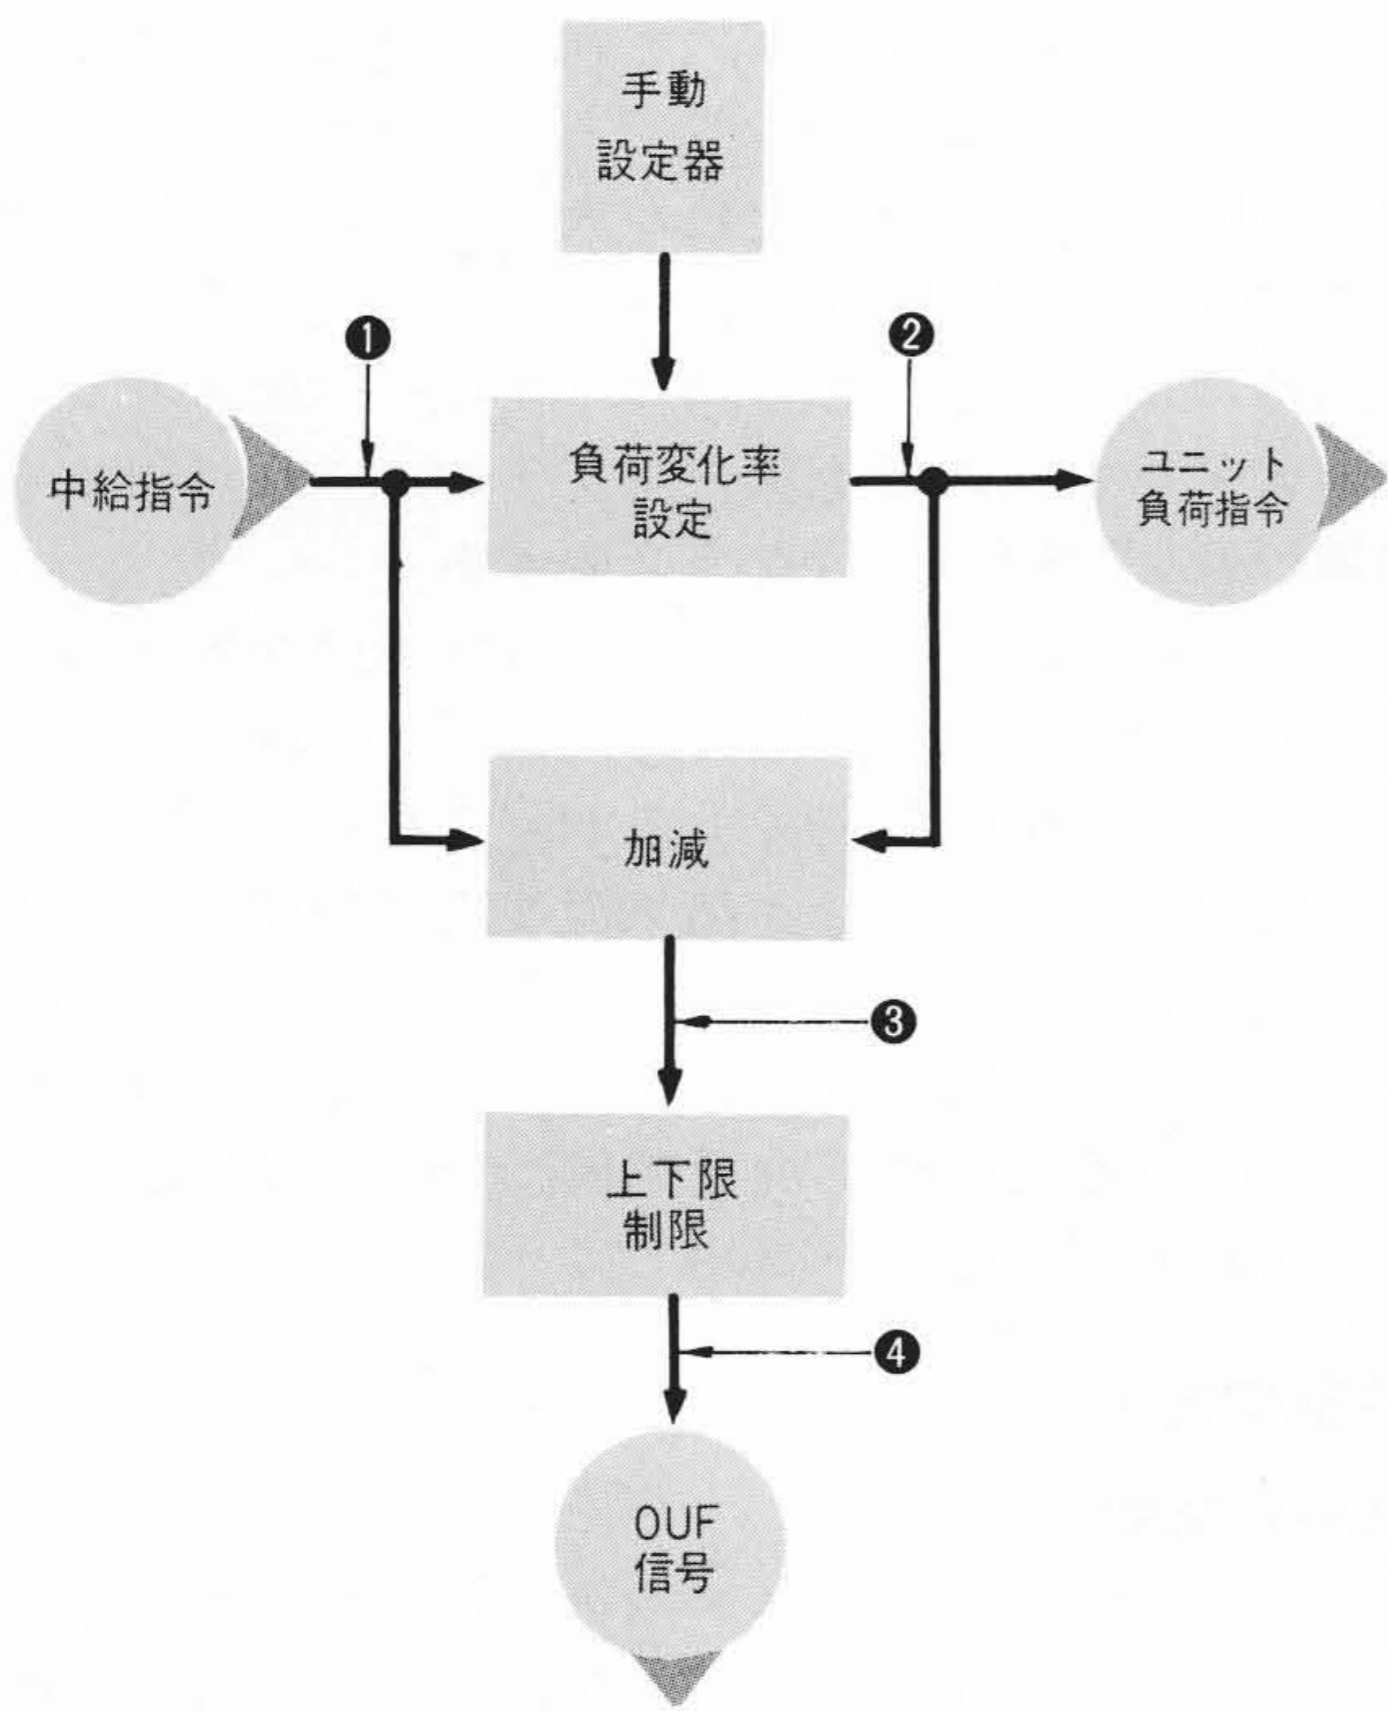 手動
設定器
❶
❷
中給指令
負荷変化率
設定
ユニット
負荷指令
加減
❸
上下限
制限
❹
OUF
信号